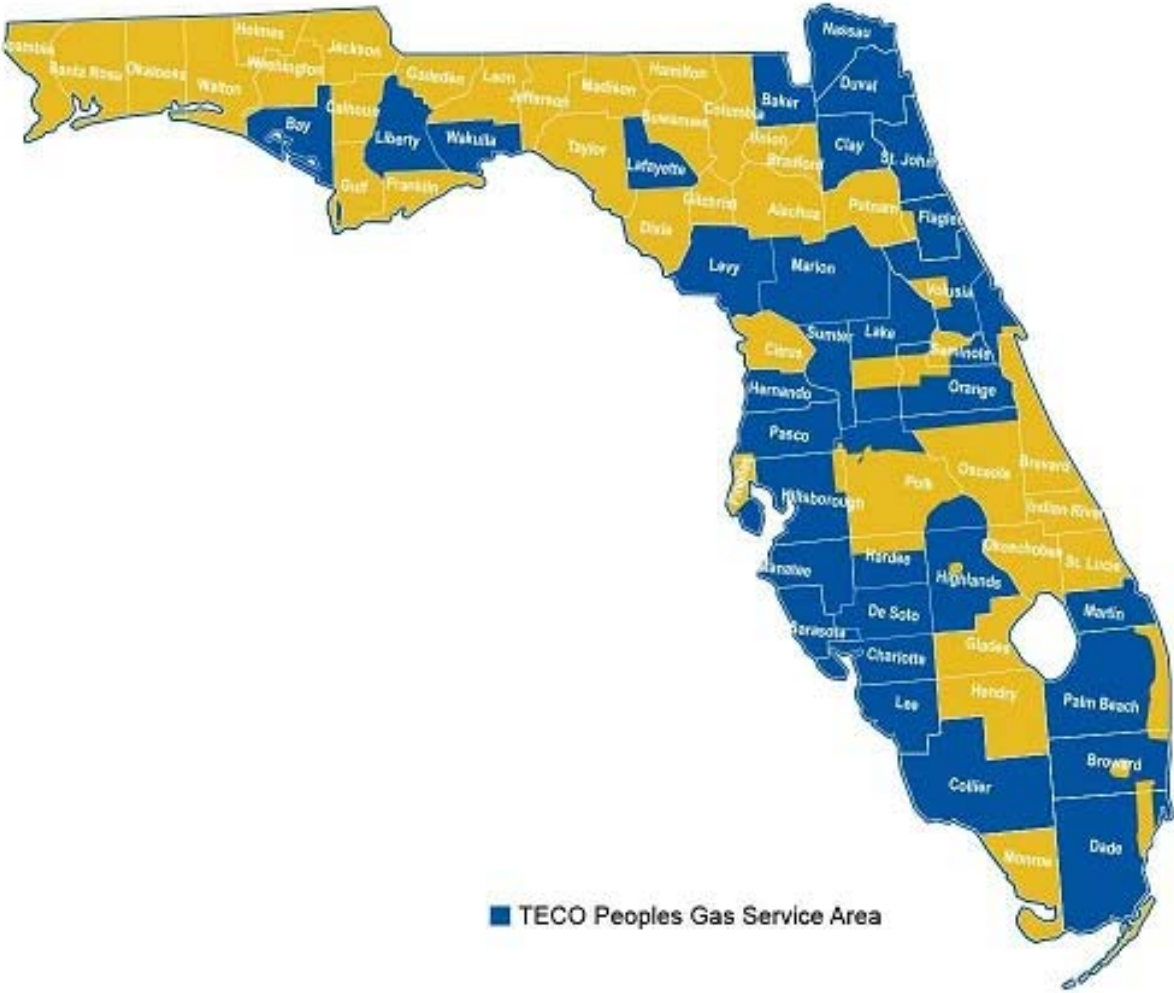 Nassau
Holmes
Jackson
Santa Rosa
Okaloosa
Washington
Walton
Gadsden
Leon
Jefferson
Madison
Hamilton
Columbia
Baker
Duval
Calhoun
Bay
Liberty
Wakulla
Taylor
Suwannee
Lafayette
Union
Bradford
Clay
St. John
Gulf
Franklin
Gilchrist
Alachua
Putnam
Flagler
Dixie
Levy
Marion
Volusia
Citrus
Sumter
Lake
Seminole
Hernando
Orange
Pasco
Hillsborough
Polk
Osceola
Brevard
Indian River
Manatee
Hardee
Highlands
Okeechobee
St. Lucie
Sarasota
De Soto
Martin
Charlotte
Glades
Lee
Hendry
Palm Beach
Collier
Broward
Monroe
Dade
TECO Peoples Gas Service Area